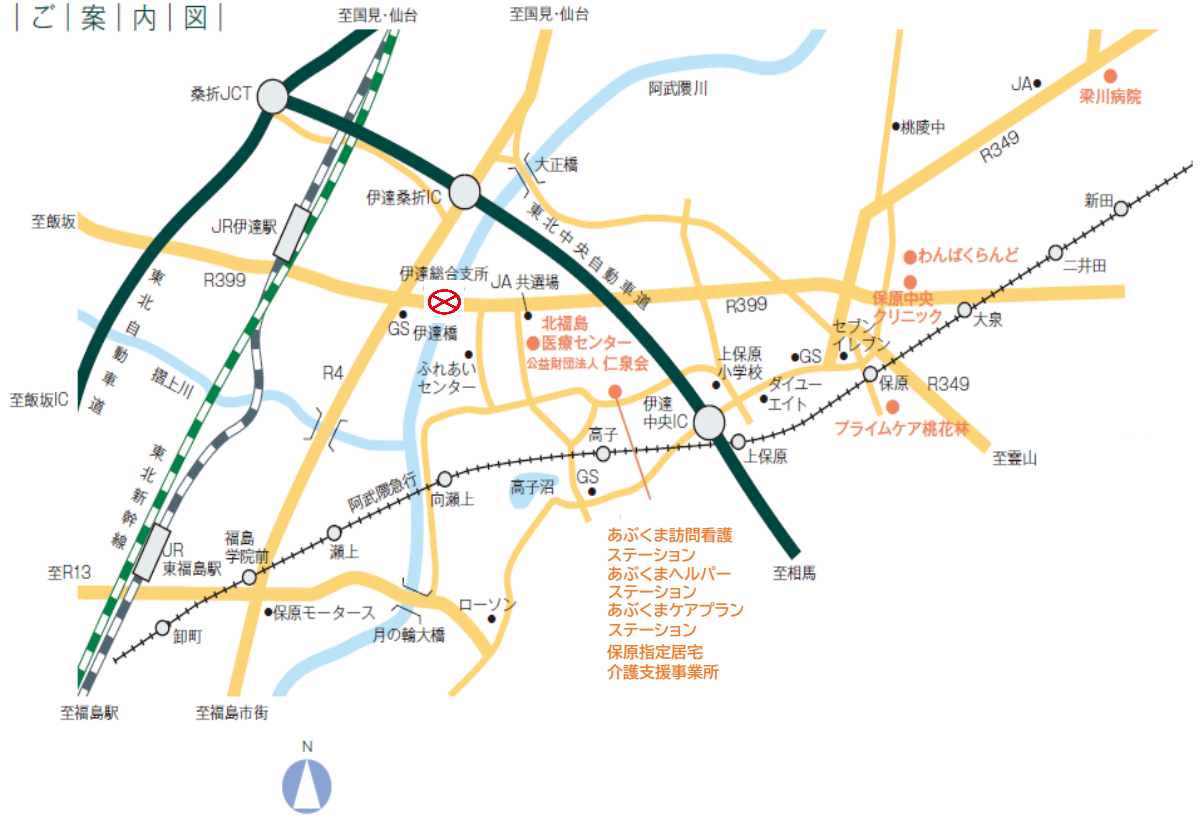 |ご|案|内|図|
至国見・仙台
至国見・仙台
桑折JCT
阿武隈川
JA
梁川病院
桃陵中
R349
大正橋
伊達桑折IC
新田
至飯坂
JR伊達駅
東北中央自動車道
わんぱくらんど
二井田
R399
伊達総合支所
JA 共選場
東北自動車道
R399
保原中央
クリニック
大泉
GS
伊達橋
北福島
医療センター
公益財団法人 仁泉会
セブン
イレブン
摺上川
R4
ふれあい
センター
上保原
小学校
GS
ダイユー
エイト
保原
R349
至飯坂IC
伊達
中央IC
プライムケア桃花林
高子
上保原
至霊山
東北新幹線
阿武隈急行
向瀬上
高子沼
GS
福島
学院前
瀬上
あぶくま訪問看護
ステーション
あぶくまヘルパー
ステーション
あぶくまケアプラン
ステーション
保原指定居宅
介護支援事業所
JR
東福島駅
至R13
至相馬
保原モータース
ローソン
卸町
月の輪大橋
至福島駅
至福島市街
N